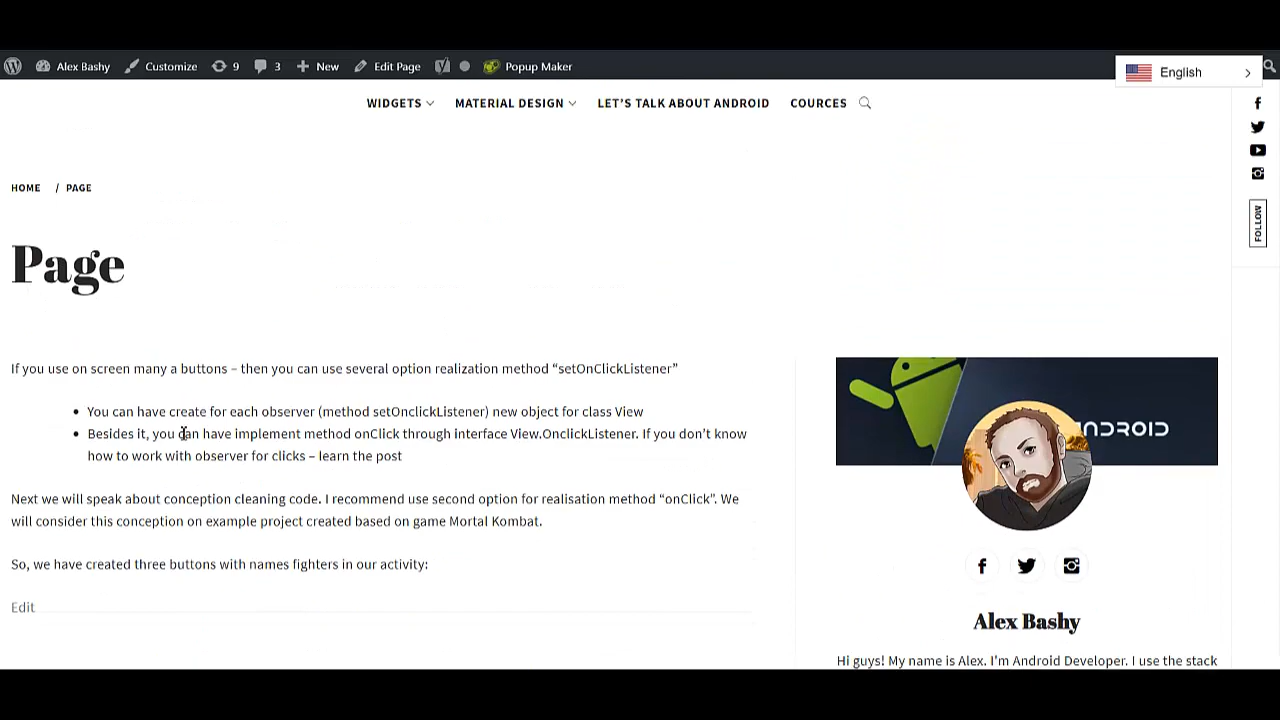 Alex Bashy Customize 9 3 New Edit Page Popup Maker
English
WIDGETS MATERIAL DESIGN LET'S TALK ABOUT ANDROID COURCES
HOME / PAGE
FOLLOW
Page
If you use on screen many a buttons – then you can use several option realization method “setOnClickListener”
You can have create for each observer (method setOnclickListener) new object for class View
Besides it, you can have implement method onClick through interface View.OnclickListener. If you don’t know
how to work with observer for clicks – learn the post
Next we will speak about conception cleaning code. I recommend use second option for realisation method “onClick”. We
will consider this conception on example project created based on game Mortal Kombat.
So, we have created three buttons with names fighters in our activity:
Edit
NDROID
Alex Bashy
Hi guys! My name is Alex. I'm Android Developer. I use the stack